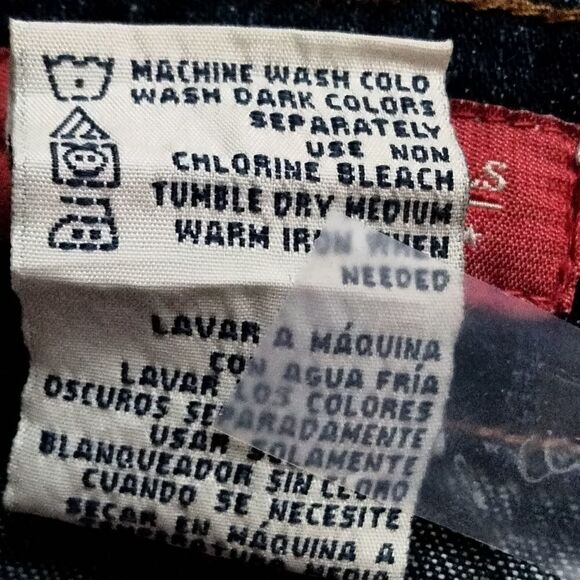 MACHINE WASH COLD
WASH DARK COLORS
SEPARATELY
USE NON
CHLORINE BLEACH
TUMBLE DRY MEDIUM
WARM IRON WHEN
NEEDED
LAVAR A MÁQUINA
CON AGUA FRÍA
LAVAR LOS COLORES
OSCUROS SEPARADAMENTE
USAR SOLAMENTE
BLANQUEADOR SIN CLORO
CUANDO SE NECESITE
SECAR EN MÁQUINA A
TEMPERATURA MEDIA